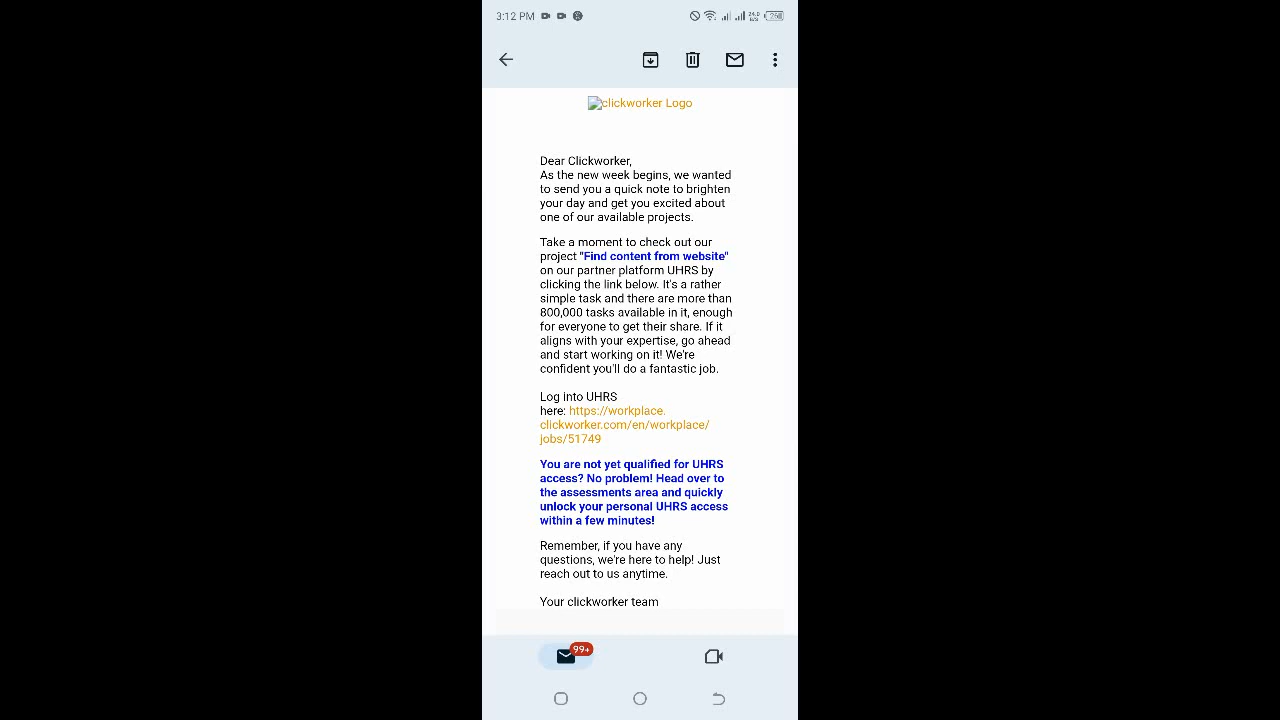 3:12 PM
clickworker Logo
Dear Clickworker,
As the new week begins, we wanted
to send you a quick note to brighten
your day and get you excited about
one of our available projects.
Take a moment to check out our
project "Find content from website"
on our partner platform UHRS by
clicking the link below. It's a rather
simple task and there are more than
800,000 tasks available in it, enough
for everyone to get their share. If it
aligns with your expertise, go ahead
and start working on it! We're
confident you'll do a fantastic job.
Log into UHRS
here: https://workplace.
clickworker.com/en/workplace/
jobs/51749
You are not yet qualified for UHRS
access? No problem! Head over to
the assessments area and quickly
unlock your personal UHRS access
within a few minutes!
Remember, if you have any
questions, we're here to help! Just
reach out to us anytime.
Your clickworker team
99+